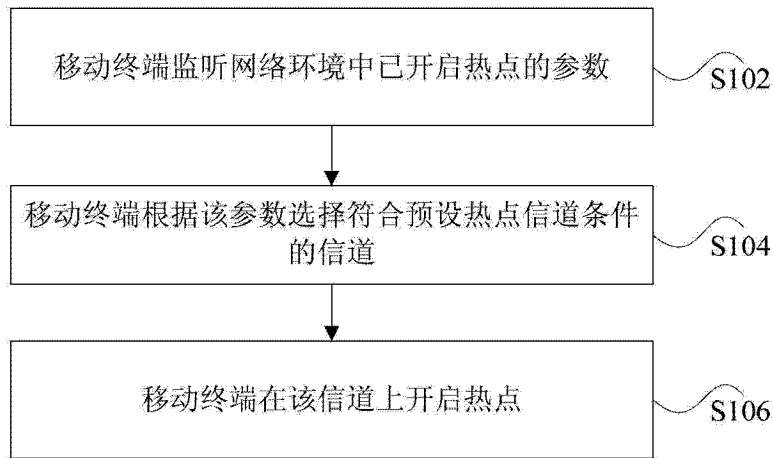 移动终端监听网络环境中已开启热点的参数
S102
移动终端根据该参数选择符合预设热点信道条件
的信道
S104
移动终端在该信道上开启热点
S106